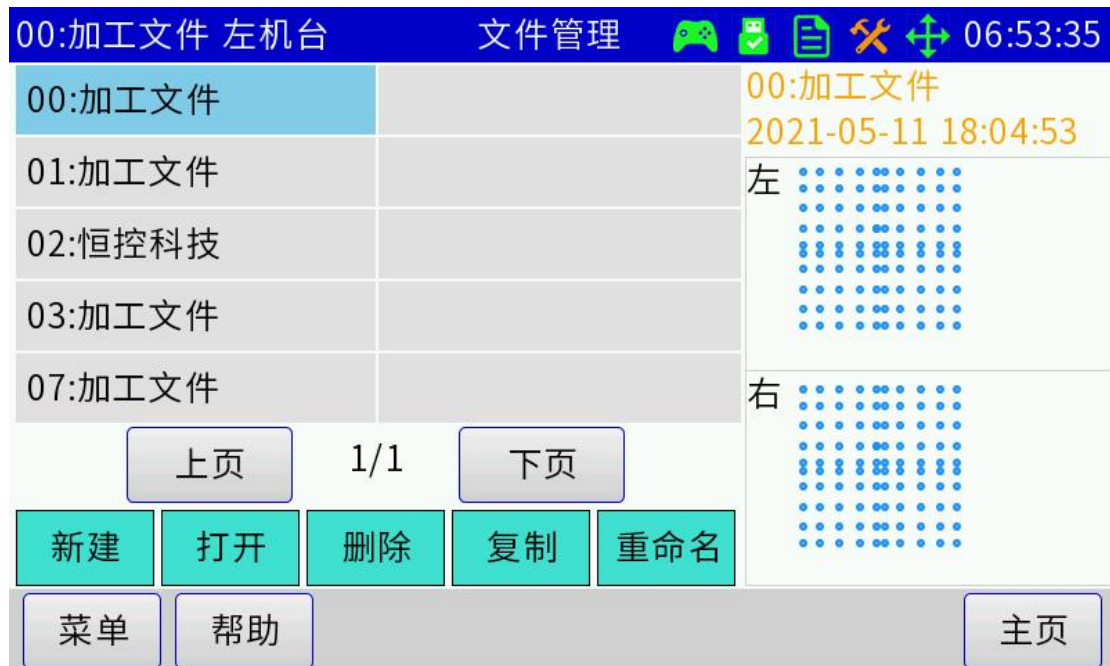 00:加工文件 左机台 文件管理 06:53:35
00:加工文件
01:加工文件
02:恒控科技
03:加工文件
07:加工文件
上页 1/1 下页
新建 打开 删除 复制 重命名
00:加工文件
2021-05-11 18:04:53
左
右
菜单 帮助 主页